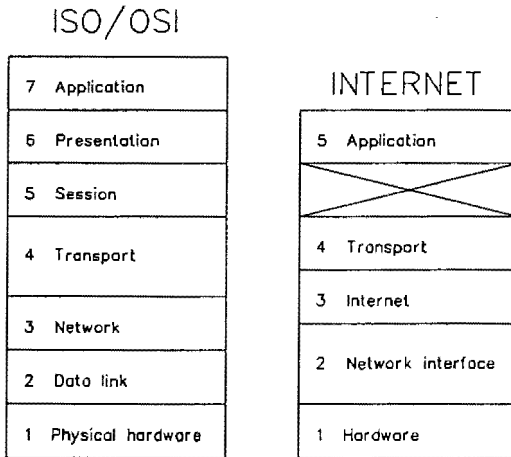 ISO/OSI
7 Application
6 Presentation
5 Session
4 Transport
3 Network
2 Data link
1 Physical hardware
INTERNET
5 Application
4 Transport
3 Internet
2 Network interface
1 Hardware